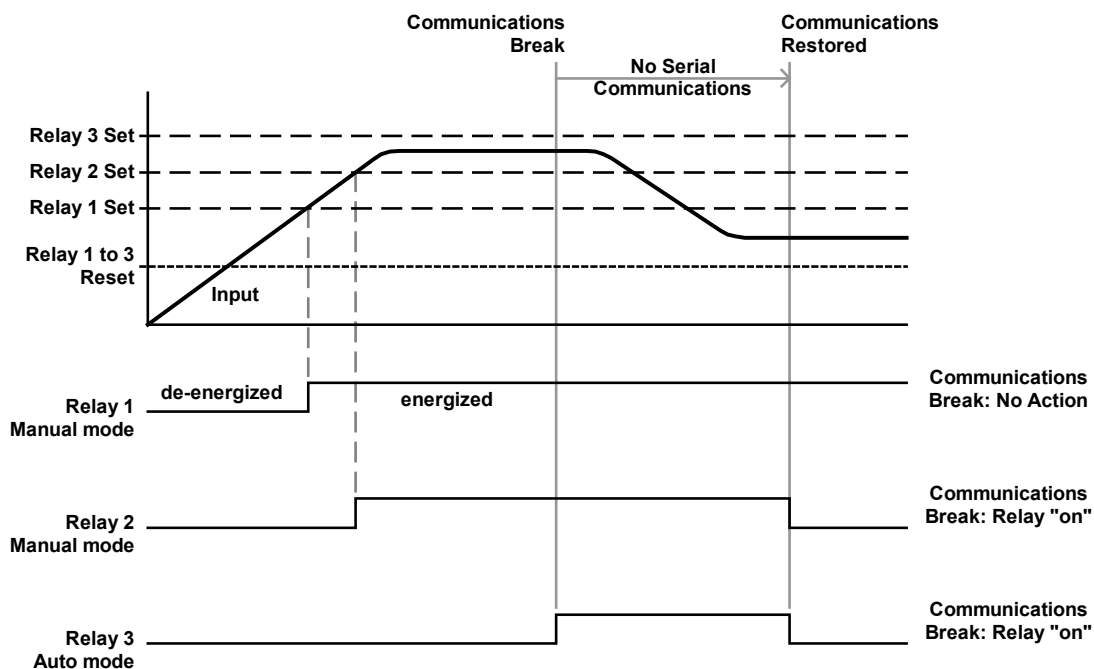 Communications
Break
Communications
Restored
No Serial
Communications
Relay 3 Set
Relay 2 Set
Relay 1 Set
Relay 1 to 3
Reset
Input
de-energized
energized
Relay 1
Manual mode
Communications
Break: No Action
Relay 2
Manual mode
Communications
Break: Relay "on"
Relay 3
Auto mode
Communications
Break: Relay "on"